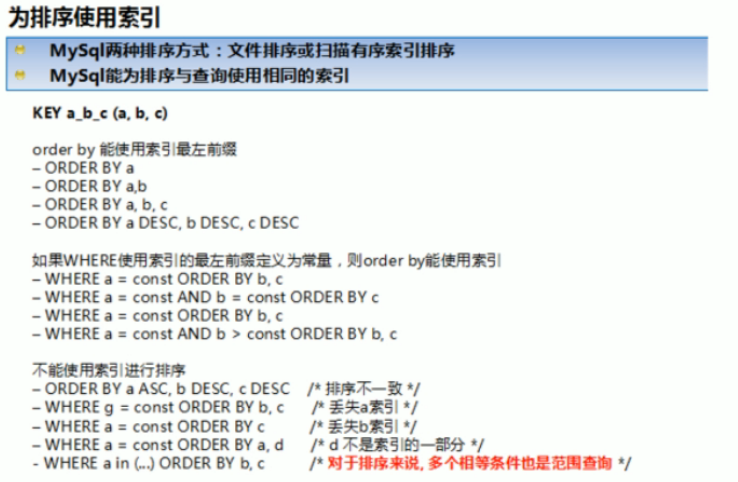 为排序使用索引
MySql两种排序方式：文件排序或扫描有序索引排序
MySql能为排序与查询使用相同的索引
KEY a_b_c (a, b, c)
order by 能使用索引最左前缀
– ORDER BY a
– ORDER BY a,b
– ORDER BY a, b, c
– ORDER BY a DESC, b DESC, c DESC
如果WHERE使用索引的最左前缀定义为常量，则order by能使用索引
– WHERE a = const ORDER BY b, c
– WHERE a = const AND b = const ORDER BY c
– WHERE a = const ORDER BY b, c
– WHERE a = const AND b > const ORDER BY b, c
不能使用索引进行排序
– ORDER BY a ASC, b DESC, c DESC /* 排序不一致 */
– WHERE g = const ORDER BY b, c /* 丢失a索引 */
– WHERE a = const ORDER BY c /* 丢失b索引 */
– WHERE a = const ORDER BY a, d /* d 不是索引的一部分 */
- WHERE a in (...) ORDER BY b, c /* 对于排序来说, 多个相等条件也是范围查询 */